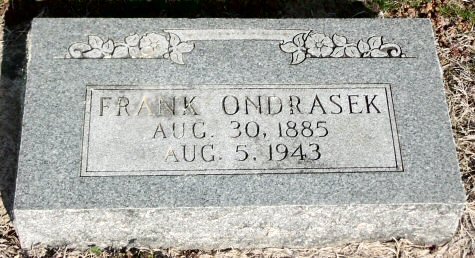 FRANK ONDRASEK
AUG. 30, 1885
AUG. 5, 1943